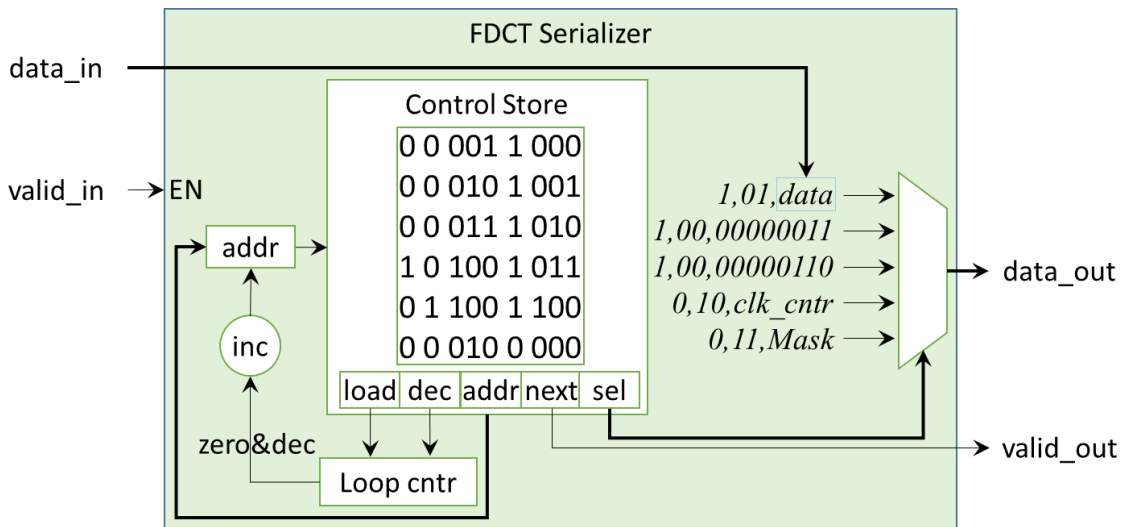 FDCT Serializer
data_in
valid_in
EN
addr
inc
zero&dec
Control Store
0 0 001 1 000
0 0 010 1 001
0 0 011 1 010
1 0 100 1 011
0 1 100 1 100
0 0 010 0 000
load dec addr next sel
Loop cntr
1,01,data
1,00,00000011
1,00,00000110
0,10,clk_cntr
0,11,Mask
data_out
valid_out